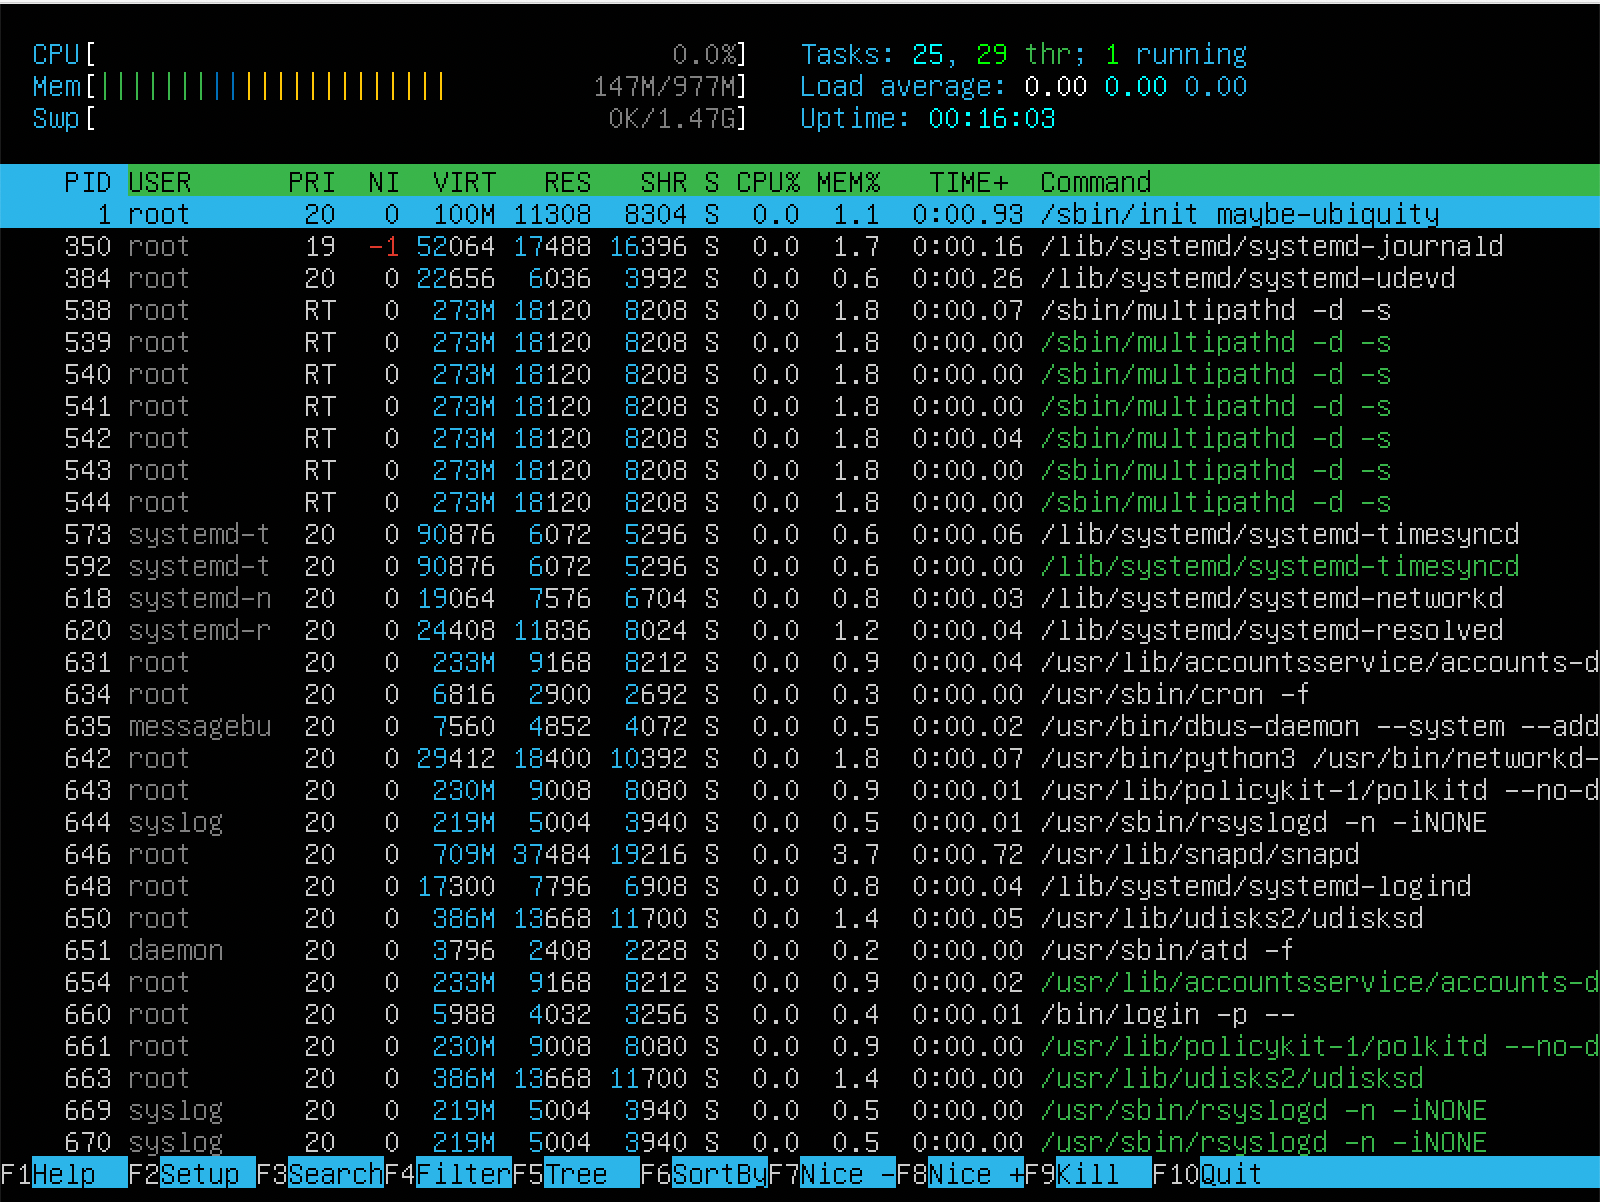 CPU[ 0.0%] Tasks: 25, 29 thr; 1 running
Mem[||||||||||||||||||||||147M/977M] Load average: 0.00 0.00 0.00
Swp[ 0K/1.47G] Uptime: 00:16:03
PID USER PRI NI VIRT RES SHR S CPU% MEM% TIME+ Command
1 root 20 0 100M 11308 8304 S 0.0 1.1 0:00.93 /sbin/init maybe-ubiquity
350 root 19 -1 52064 17488 16396 S 0.0 1.7 0:00.16 /lib/systemd/systemd-journald
384 root 20 0 22656 6036 3992 S 0.0 0.6 0:00.26 /lib/systemd/systemd-udevd
538 root RT 0 273M 18120 8208 S 0.0 1.8 0:00.07 /sbin/multipathd -d -s
539 root RT 0 273M 18120 8208 S 0.0 1.8 0:00.00 /sbin/multipathd -d -s
540 root RT 0 273M 18120 8208 S 0.0 1.8 0:00.00 /sbin/multipathd -d -s
541 root RT 0 273M 18120 8208 S 0.0 1.8 0:00.00 /sbin/multipathd -d -s
542 root RT 0 273M 18120 8208 S 0.0 1.8 0:00.04 /sbin/multipathd -d -s
543 root RT 0 273M 18120 8208 S 0.0 1.8 0:00.00 /sbin/multipathd -d -s
544 root RT 0 273M 18120 8208 S 0.0 1.8 0:00.00 /sbin/multipathd -d -s
573 systemd-t 20 0 90876 6072 5296 S 0.0 0.6 0:00.06 /lib/systemd/systemd-timesyncd
592 systemd-t 20 0 90876 6072 5296 S 0.0 0.6 0:00.00 /lib/systemd/systemd-timesyncd
618 systemd-n 20 0 19064 7576 6704 S 0.0 0.8 0:00.03 /lib/systemd/systemd-networkd
620 systemd-r 20 0 24408 11836 8024 S 0.0 1.2 0:00.04 /lib/systemd/systemd-resolved
631 root 20 0 233M 9168 8212 S 0.0 0.9 0:00.04 /usr/lib/accountsservice/accounts-d
634 root 20 0 6816 2900 2692 S 0.0 0.3 0:00.00 /usr/sbin/cron -f
635 messagebu 20 0 7560 4852 4072 S 0.0 0.5 0:00.02 /usr/bin/dbus-daemon --system --add
642 root 20 0 29412 18400 10392 S 0.0 1.8 0:00.07 /usr/bin/python3 /usr/bin/networkd-
643 root 20 0 230M 9008 8080 S 0.0 0.9 0:00.01 /usr/lib/policykit-1/polkitd --no-d
644 syslog 20 0 219M 5004 3940 S 0.0 0.5 0:00.01 /usr/sbin/rsyslogd -n -iNONE
646 root 20 0 709M 37484 19216 S 0.0 3.7 0:00.72 /usr/lib/snapd/snapd
648 root 20 0 17300 7796 6908 S 0.0 0.8 0:00.04 /lib/systemd/systemd-logind
650 root 20 0 386M 13668 11700 S 0.0 1.4 0:00.05 /usr/lib/udisks2/udisksd
651 daemon 20 0 3796 2408 2228 S 0.0 0.2 0:00.00 /usr/sbin/atd -f
654 root 20 0 233M 9168 8212 S 0.0 0.9 0:00.02 /usr/lib/accountsservice/accounts-d
660 root 20 0 5988 4032 3256 S 0.0 0.4 0:00.01 /bin/login -p --
661 root 20 0 230M 9008 8080 S 0.0 0.9 0:00.00 /usr/lib/policykit-1/polkitd --no-d
663 root 20 0 386M 13668 11700 S 0.0 1.4 0:00.00 /usr/lib/udisks2/udisksd
669 syslog 20 0 219M 5004 3940 S 0.0 0.5 0:00.00 /usr/sbin/rsyslogd -n -iNONE
670 syslog 20 0 219M 5004 3940 S 0.0 0.5 0:00.00 /usr/sbin/rsyslogd -n -iNONE
F1Help F2Setup F3SearchF4FilterF5Tree F6SortByF7Nice -F8Nice +F9Kill F10Quit